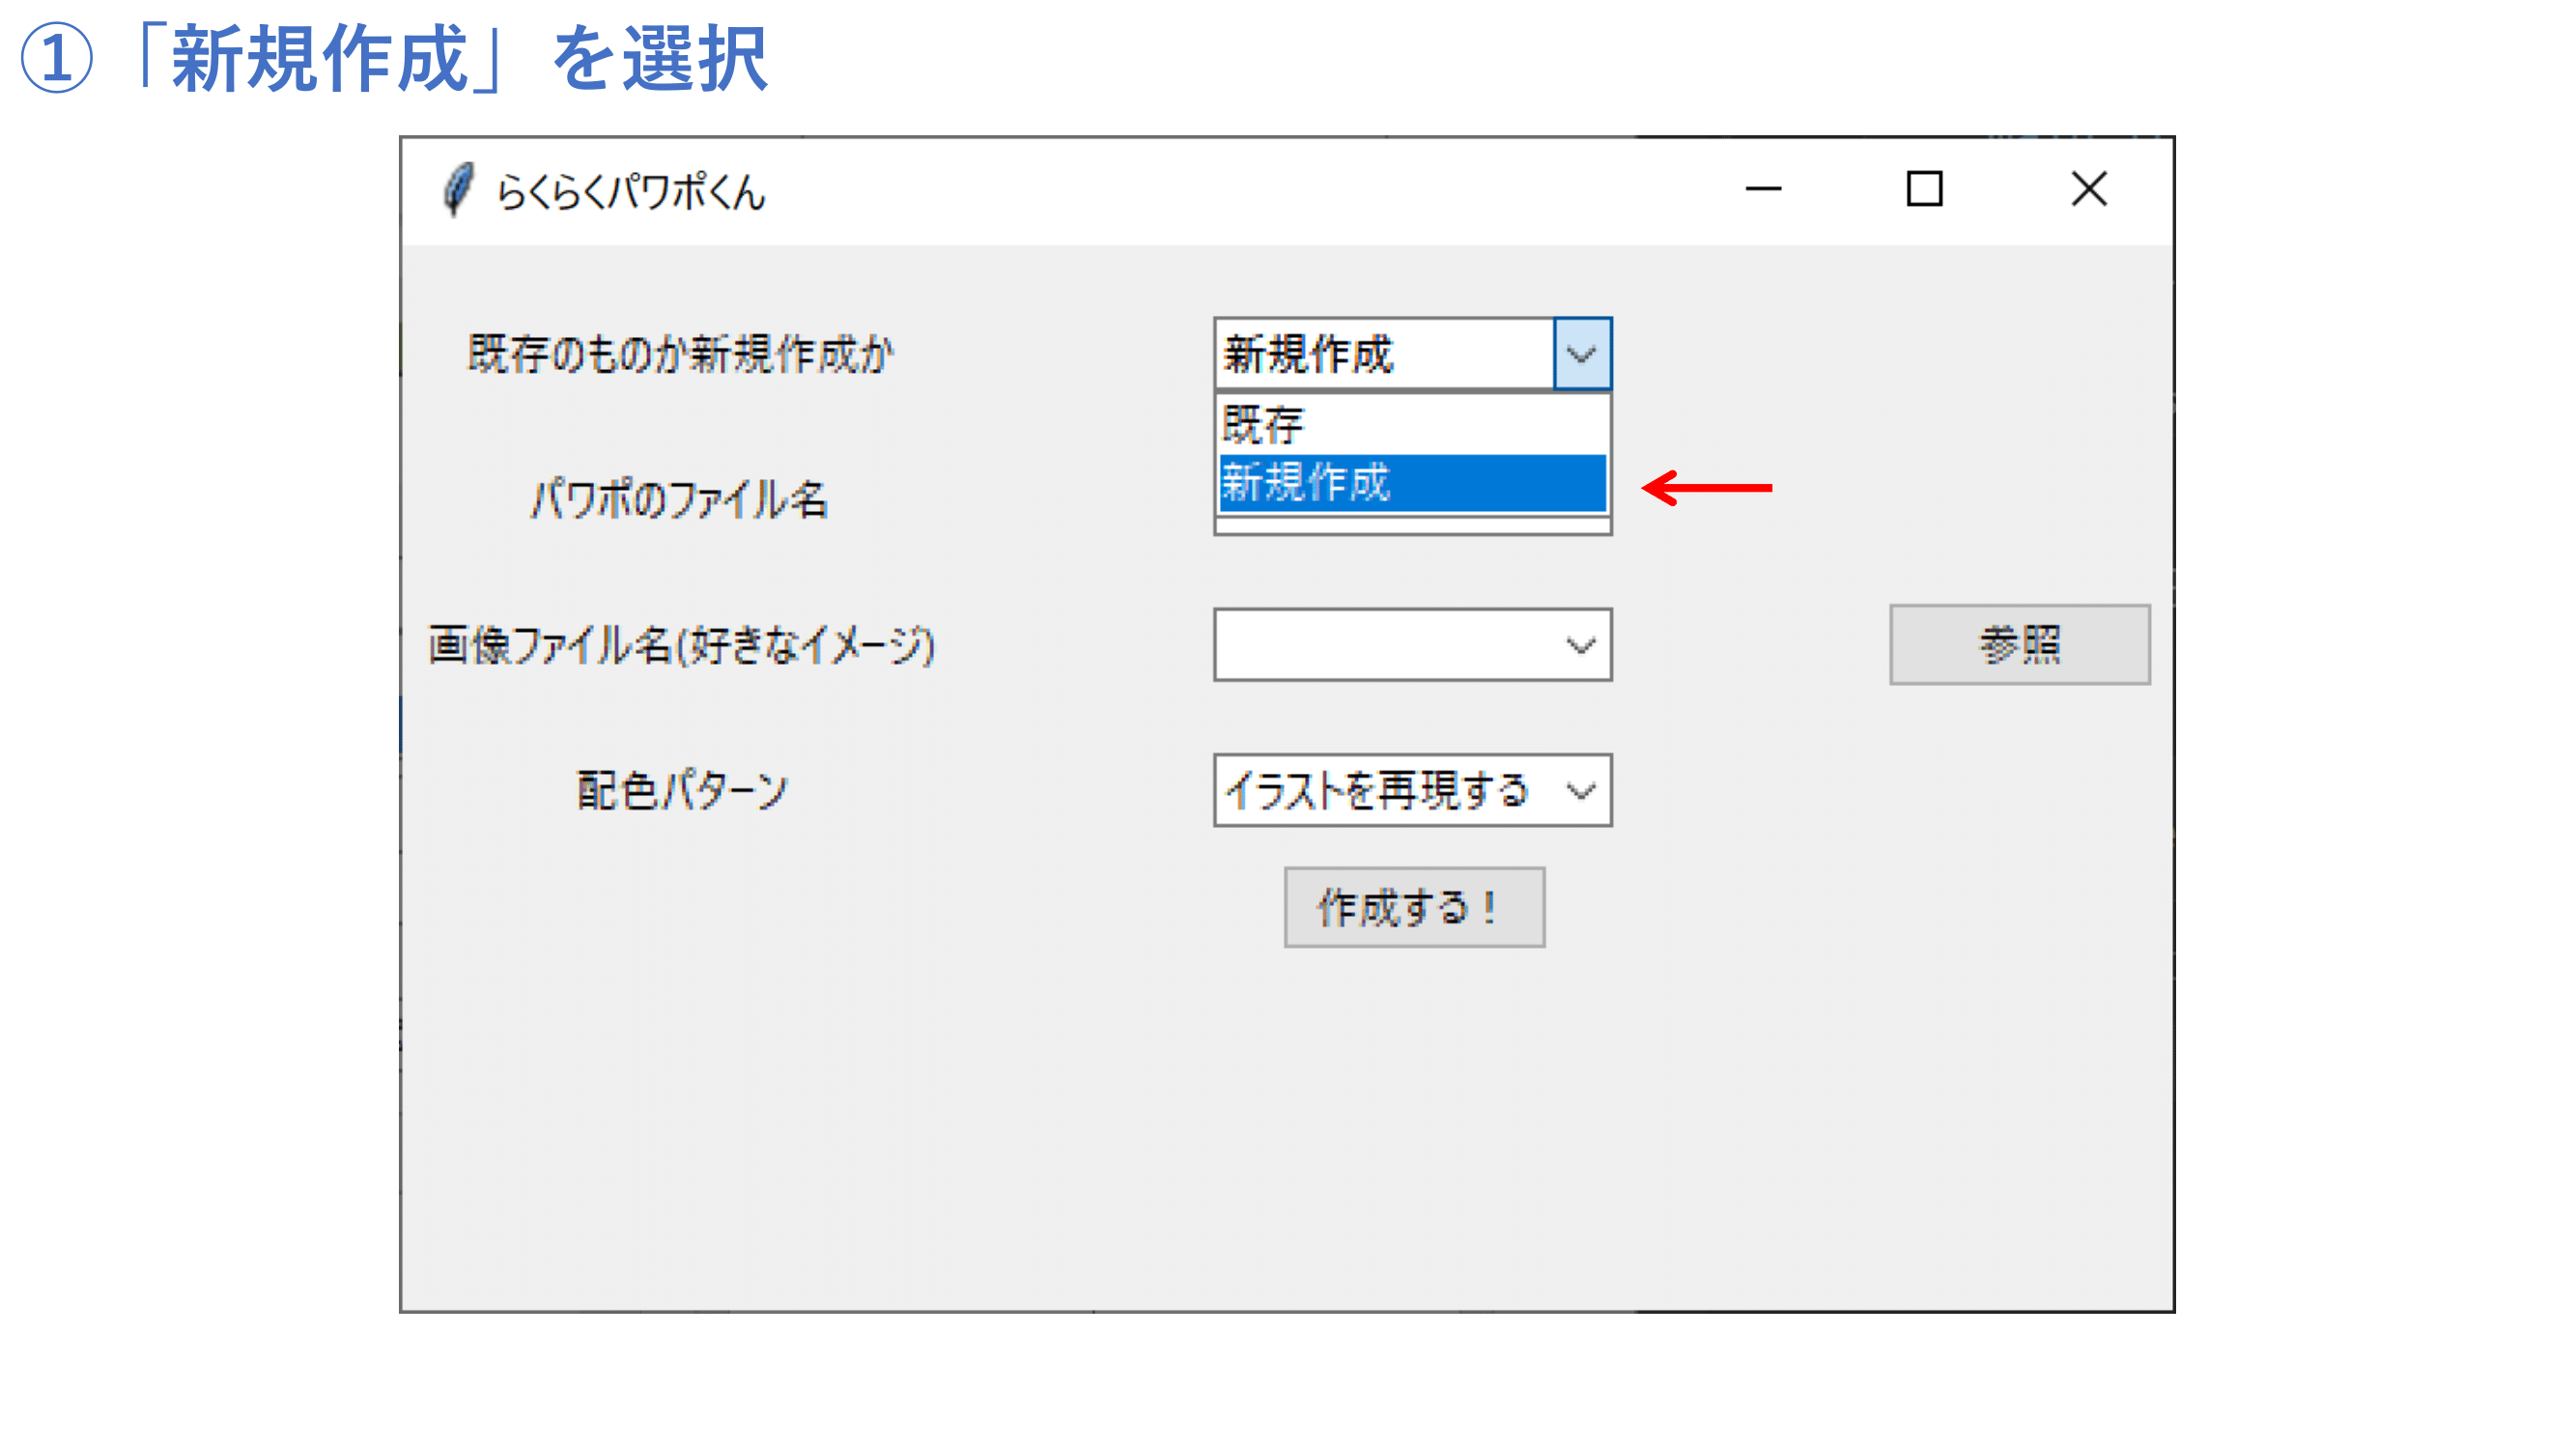 ①「新規作成」を選択
らくらくパワポくん
既存のものか新規作成か 新規作成
既存
パワポのファイル名 新規作成
画像ファイル名(好きなイメージ) 参照
配色パターン イラストを再現する
作成する！